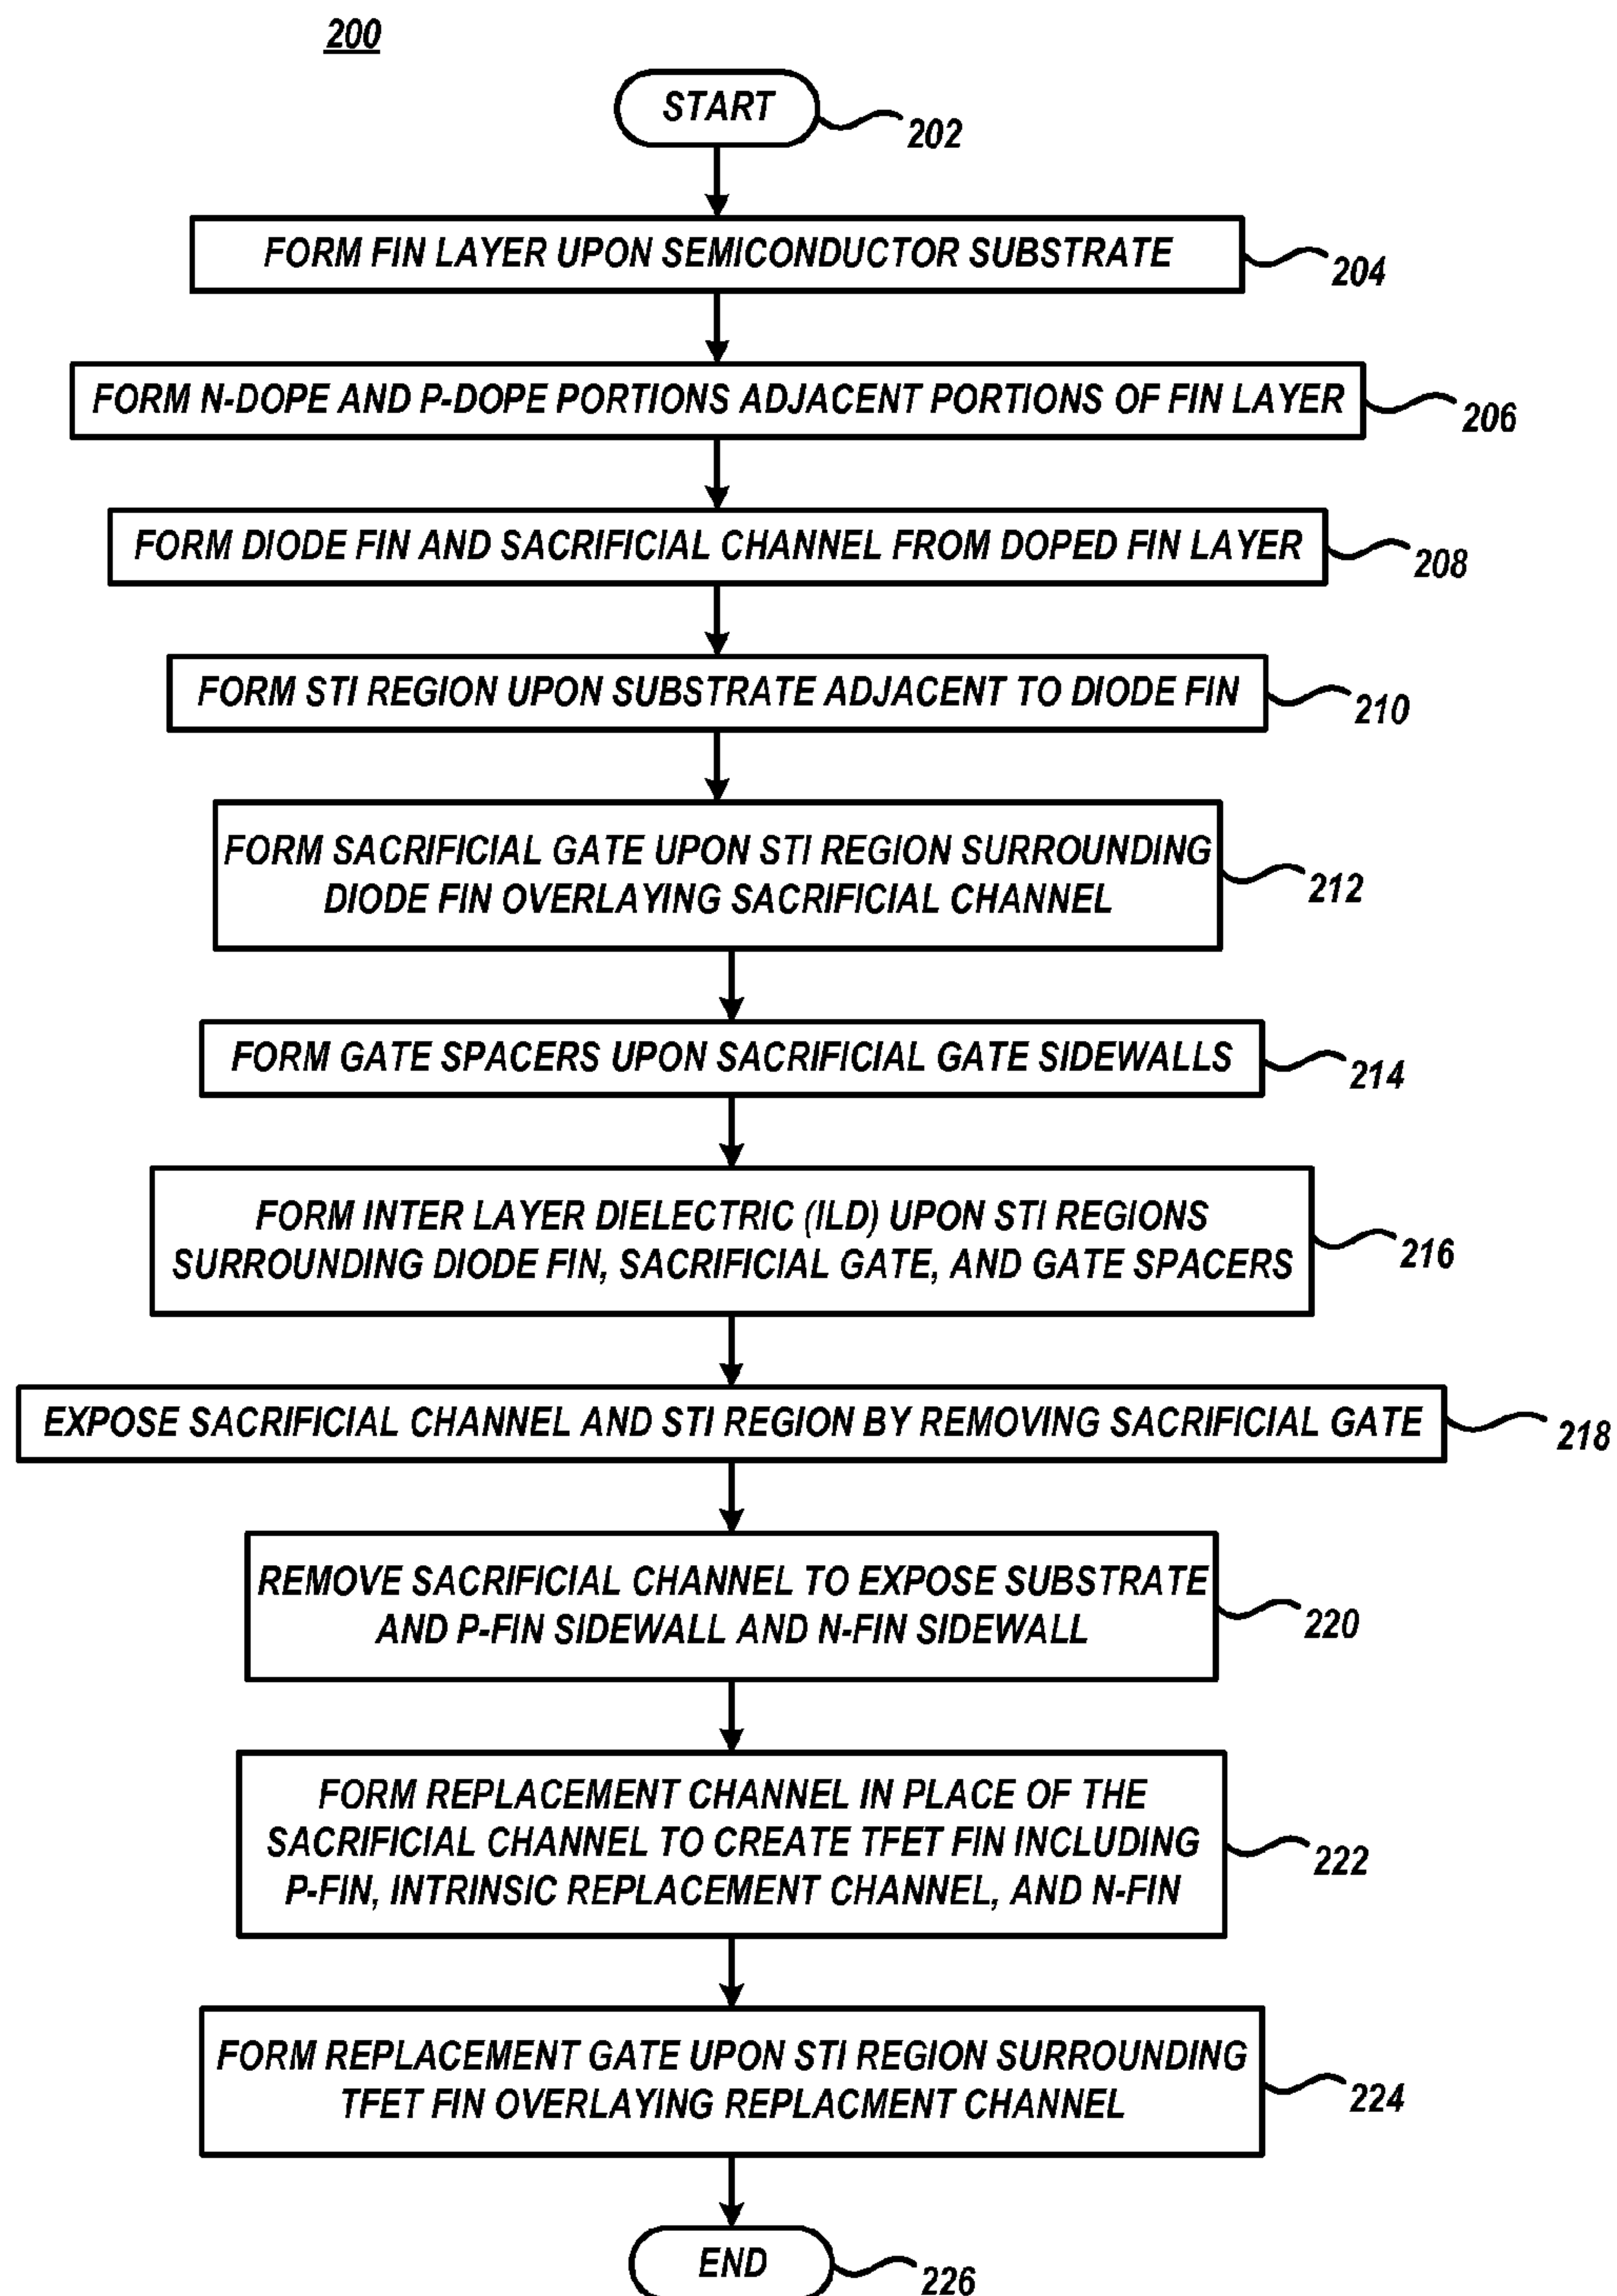 200
START
202
FORM FIN LAYER UPON SEMICONDUCTOR SUBSTRATE
204
FORM N-DOPE AND P-DOPE PORTIONS ADJACENT PORTIONS OF FIN LAYER
206
FORM DIODE FIN AND SACRIFICIAL CHANNEL FROM DOPED FIN LAYER
208
FORM STI REGION UPON SUBSTRATE ADJACENT TO DIODE FIN
210
FORM SACRIFICIAL GATE UPON STI REGION SURROUNDING
DIODE FIN OVERLAYING SACRIFICIAL CHANNEL
212
FORM GATE SPACERS UPON SACRIFICIAL GATE SIDEWALLS
214
FORM INTER LAYER DIELECTRIC (ILD) UPON STI REGIONS
SURROUNDING DIODE FIN, SACRIFICIAL GATE, AND GATE SPACERS
216
EXPOSE SACRIFICIAL CHANNEL AND STI REGION BY REMOVING SACRIFICIAL GATE
218
REMOVE SACRIFICIAL CHANNEL TO EXPOSE SUBSTRATE
AND P-FIN SIDEWALL AND N-FIN SIDEWALL
220
FORM REPLACEMENT CHANNEL IN PLACE OF THE
SACRIFICIAL CHANNEL TO CREATE TFET FIN INCLUDING
P-FIN, INTRINSIC REPLACEMENT CHANNEL, AND N-FIN
222
FORM REPLACEMENT GATE UPON STI REGION SURROUNDING
TFET FIN OVERLAYING REPLACMENT CHANNEL
224
END
226